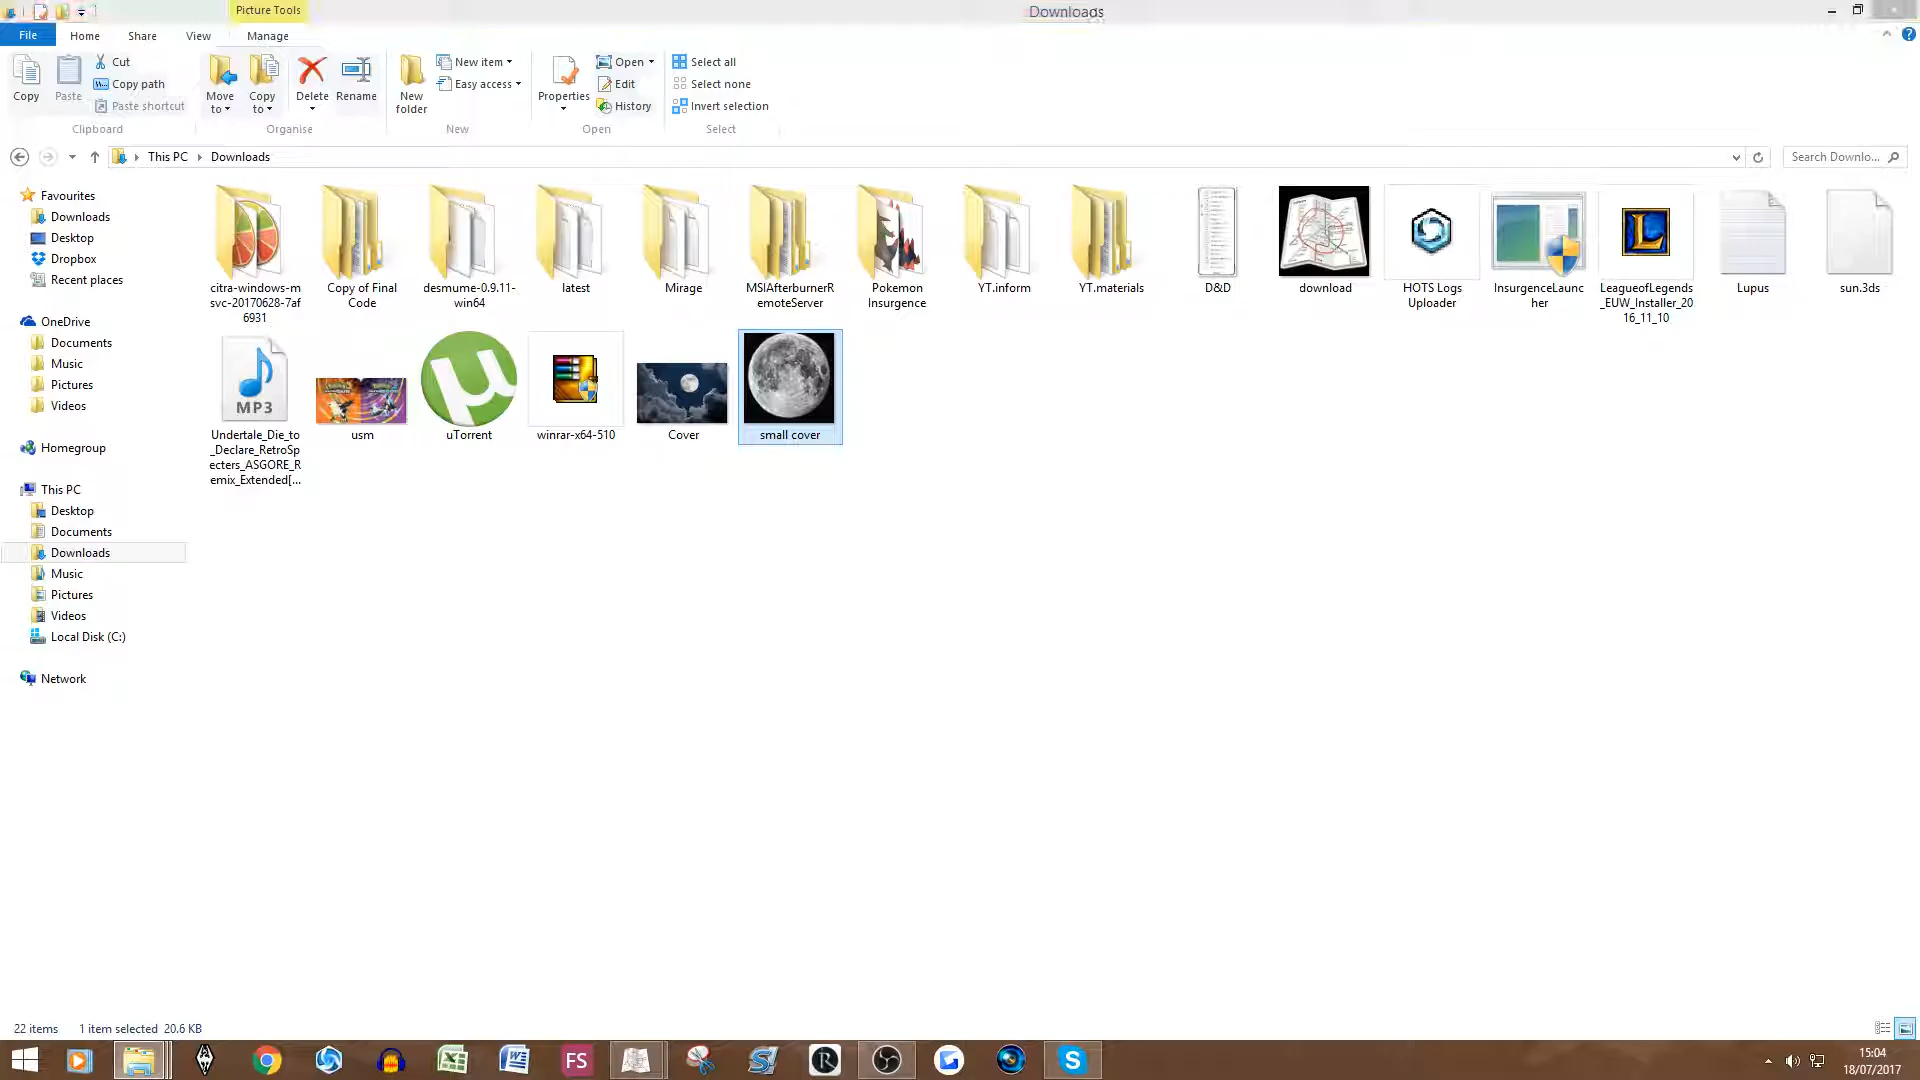 Picture Tools
Downloads
File Home Share View Manage
Copy
Paste
Cut
Copy path
Paste shortcut
Clipboard
Move to
Copy to
Delete
Rename
Organise
New folder
New item
Easy access
New
Properties
Open
Edit
History
Open
Select all
Select none
Invert selection
Select
This PC Downloads
Search Downlo...
Favourites
Downloads
Desktop
Dropbox
Recent places
OneDrive
Documents
Music
Pictures
Videos
Homegroup
This PC
Desktop
Documents
Downloads
Music
Pictures
Videos
Local Disk (C:)
Network
citra-windows-m
svc-20170628-7af
6931
Copy of Final
Code
desmume-0.9.11-
win64
latest
Mirage
MSIAfterburnerR
emoteServer
Pokemon
Insurgence
YT.inform
YT.materials
D&D
download
HOTS Logs
Uploader
InsurgenceLaunc
her
L
LeagueofLegends
_EUW_Installer_20
16_11_10
Lupus
sun.3ds
MP3
Undertale_Die_to
_Declare_RetroSp
ecters_ASGORE_R
emix_Extended[...
usm
µ
uTorrent
winrar-x64-510
Cover
small cover
22 items 1 item selected 20.6 KB
FS
R
S
15:04
18/07/2017